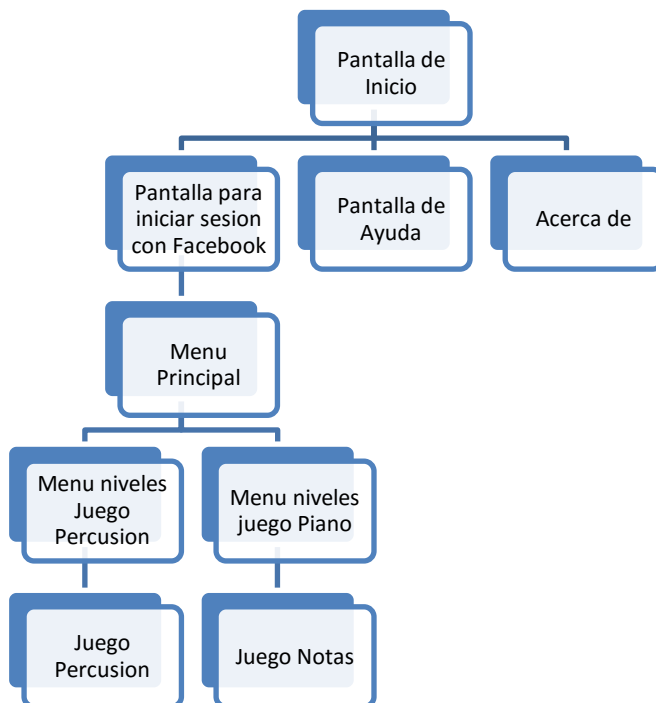 Pantalla de
Inicio
Pantalla para
iniciar sesion
con Facebook
Pantalla de
Ayuda
Acerca de
Menu
Principal
Menu niveles
Juego
Percusion
Menu niveles
juego Piano
Juego
Percusion
Juego Notas